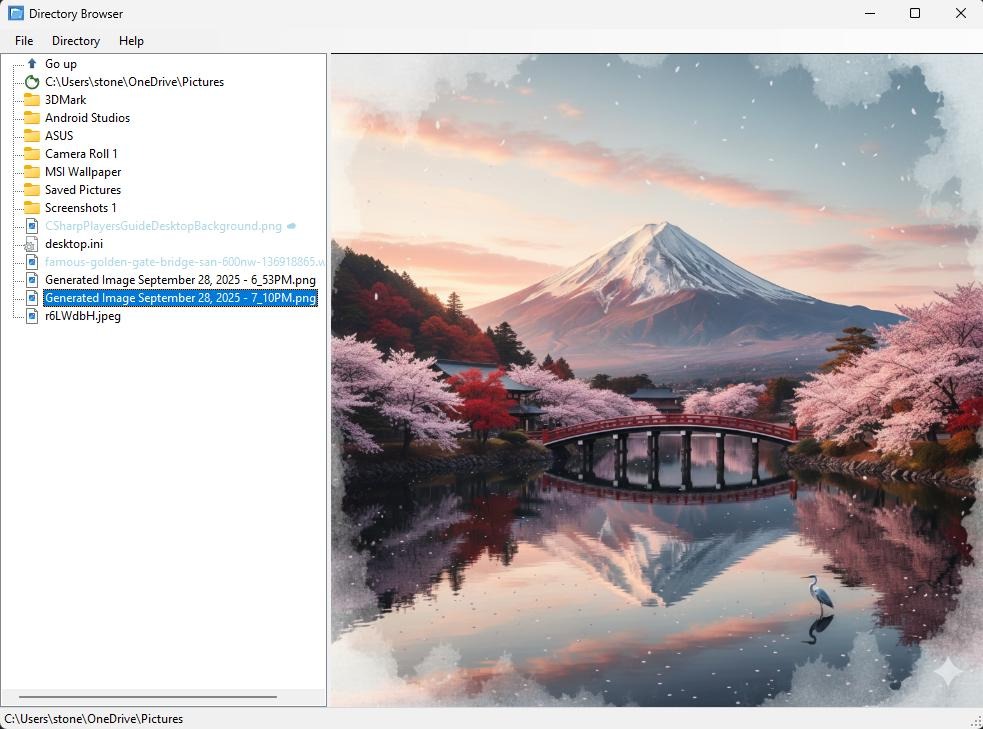 Directory Browser
File Directory Help
Go up
C:\Users\stone\OneDrive\Pictures
3DMark
Android Studios
ASUS
Camera Roll 1
MSI Wallpaper
Saved Pictures
Screenshots 1
CSharpPlayersGuideDesktopBackground.png
desktop.ini
famous-golden-gate-bridge-san-600nw-136918865.w
Generated Image September 28, 2025 - 6_53PM.png
Generated Image September 28, 2025 - 7_10PM.png
r6LWdbH.jpeg
C:\Users\stone\OneDrive\Pictures